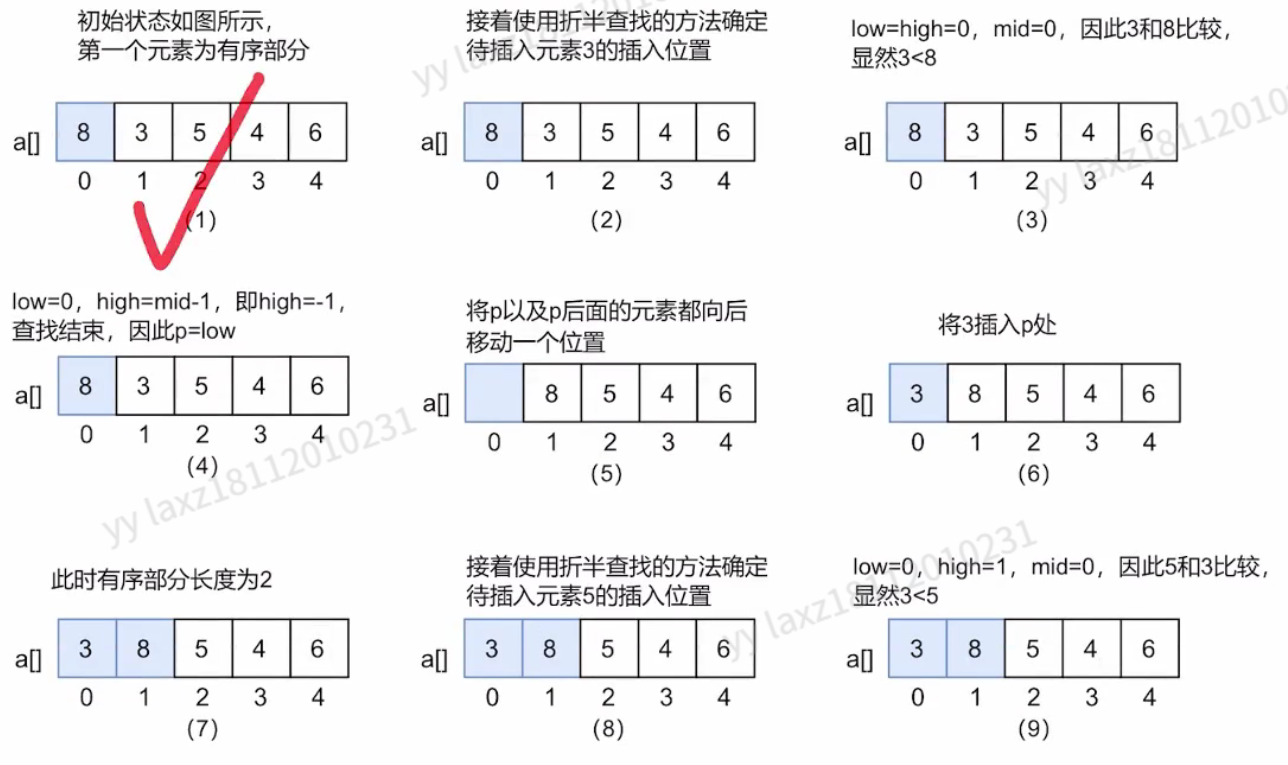 初始状态如图所示，
第一个元素为有序部分
a[] 8 3 5 4 6
0 1 2 3 4
（1）
接着使用折半查找的方法确定
待插入元素3的插入位置
a[] 8 3 5 4 6
0 1 2 3 4
（2）
low=high=0，mid=0，因此3和8比较，
显然3<8
a[] 8 3 5 4 6
0 1 2 3 4
（3）
low=0，high=mid-1，即high=-1，
查找结束，因此p=low
a[] 8 3 5 4 6
0 1 2 3 4
（4）
将p以及p后面的元素都向后
移动一个位置
a[] 8 5 4 6
0 1 2 3 4
（5）
将3插入p处
a[] 3 8 5 4 6
0 1 2 3 4
（6）
此时有序部分长度为2
a[] 3 8 5 4 6
0 1 2 3 4
（7）
接着使用折半查找的方法确定
待插入元素5的插入位置
a[] 3 8 5 4 6
0 1 2 3 4
（8）
low=0，high=1，mid=0，因此5和3比较，
显然3<5
a[] 3 8 5 4 6
0 1 2 3 4
（9）
yy laxz18112010231
yy laxz18112010231